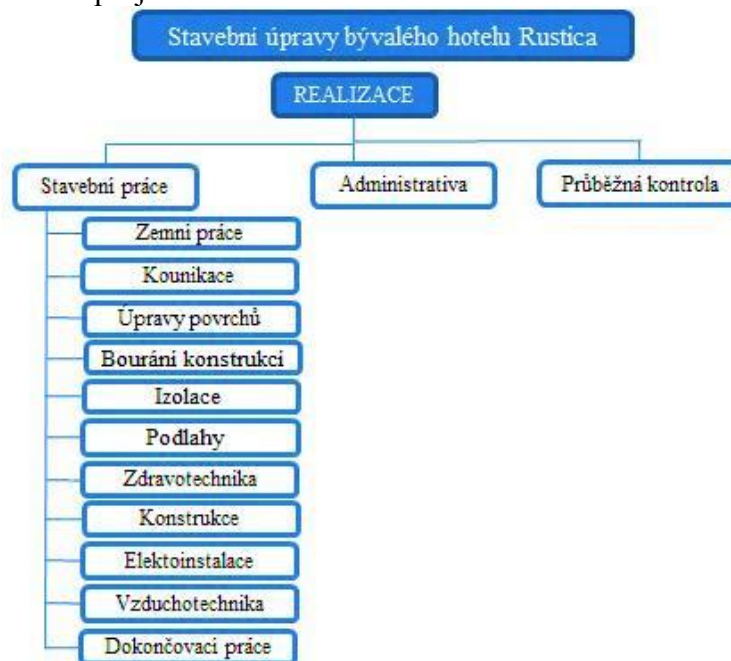 Stavební úpravy bývalého hotelu Rustica
REALIZACE
Stavební práce
Administrativa
Průběžná kontrola
Zemní práce
Kounikace
Úpravy povrchů
Bourání konstrukcí
Izolace
Podlahy
Zdravotechnika
Konstrukce
Elektoinstalace
Vzduchotechnika
Dokončovací práce